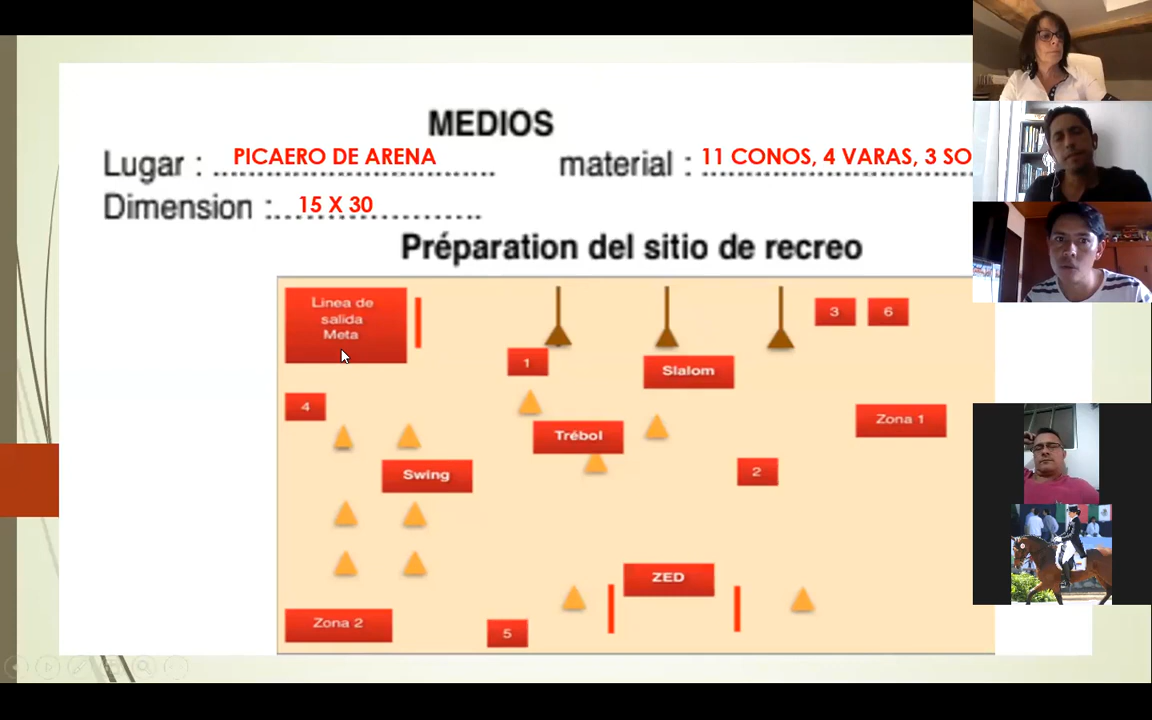 MEDIOS
Lugar : PICAERO DE ARENA material : 11 CONOS, 4 VARAS, 3 SO
Dimension : 15 X 30
Préparation del sitio de recreo
Linea de
salida
Meta
3 6
1
Slalom
4
Zona 1
Trébol
Swing
2
ZED
Zona 2
5